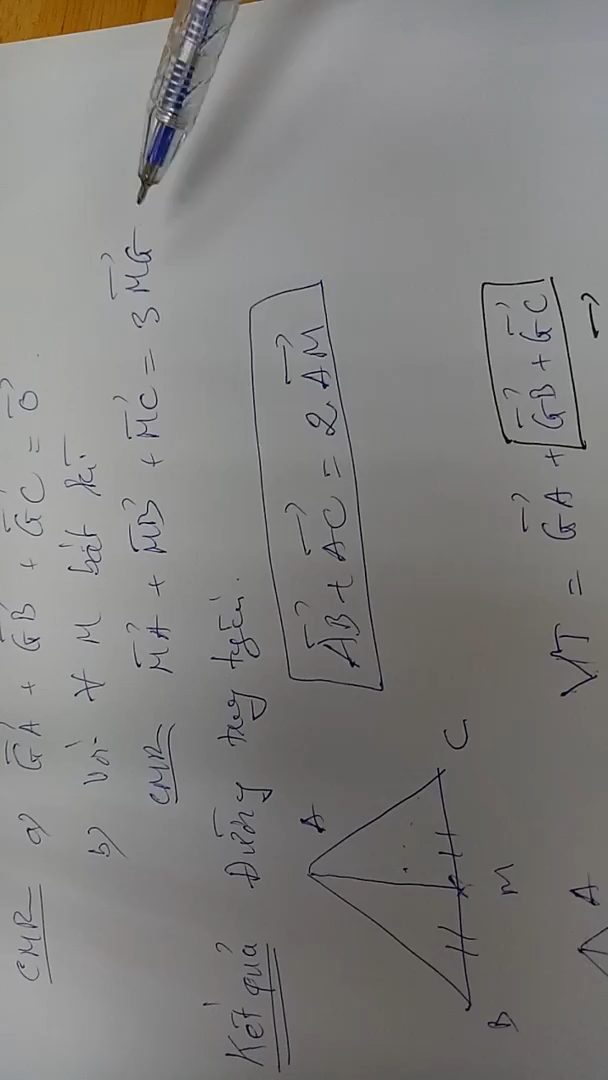 CMR a) GA⃗ + GB⃗ + GC⃗ = 0⃗.
b) Với ∀ M bất kì
CMR MA⃗ + MB⃗ + MC⃗ = 3MG⃗
Kết quả Đường trung tuyến.
AB⃗ + AC⃗ = 2AM⃗
A
B M C
VT = GA⃗ + GB⃗ + GC⃗
A